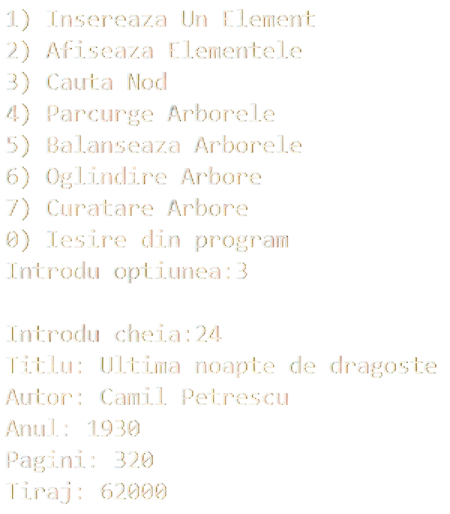 1) Insereaza Un Element
2) Afiseaza Elementele
3) Cauta Nod
4) Parcurge Arborele
5) Balanseaza Arborele
6) Oglindire Arbore
7) Curatare Arbore
0) Iesire din program
Introdu optiunea:3
Introdu cheia:24
Titlu: Ultima noapte de dragoste
Autor: Camil Petrescu
Anul: 1930
Pagini: 320
Tiraj: 62000